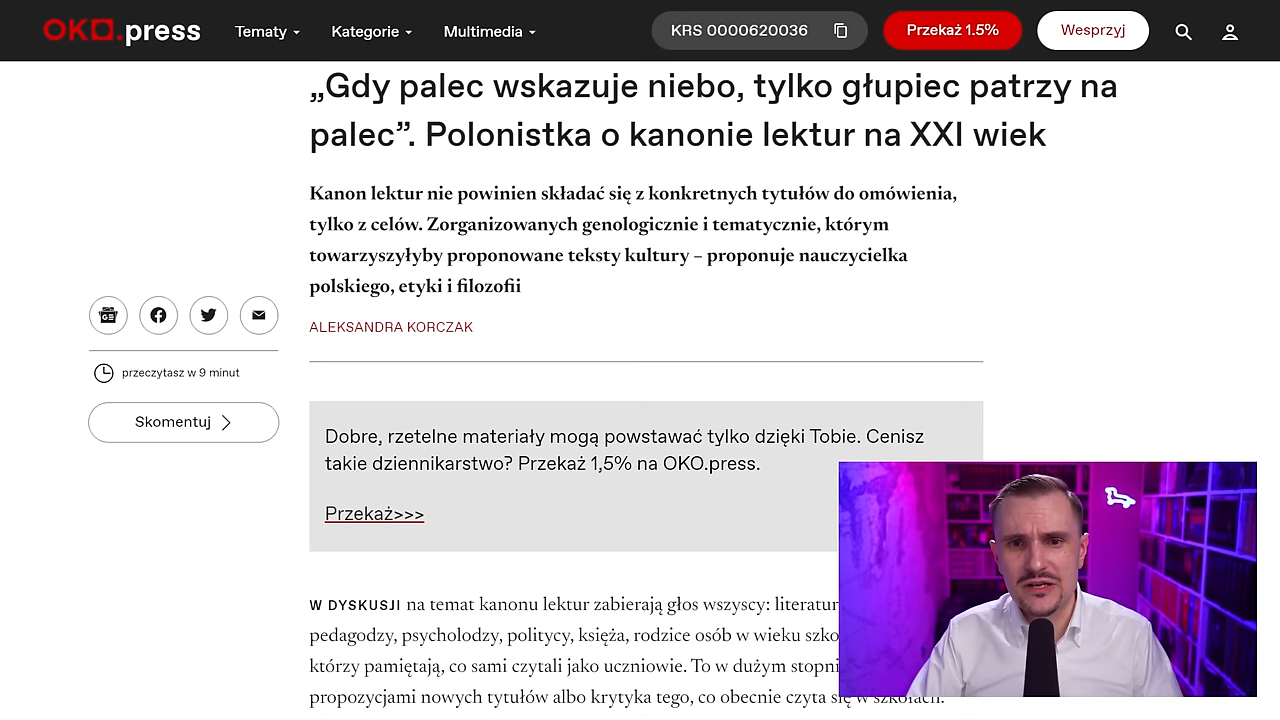 OKO.press
Tematy
Kategorie
Multimedia
KRS 0000620036
Przekaż 1.5%
Wesprzyj
„Gdy palec wskazuje niebo, tylko głupiec patrzy na
palec”. Polonistka o kanonie lektur na XXI wiek
Kanon lektur nie powinien składać się z konkretnych tytułów do omówienia,
tylko z celów. Zorganizowanych genologicznie i tematycznie, którym
towarzyszyłyby proponowane teksty kultury – proponuje nauczycielka
polskiego, etyki i filozofii
ALEKSANDRA KORCZAK
przeczytasz w 9 minut
Skomentuj
Dobre, rzetelne materiały mogą powstawać tylko dzięki Tobie. Cenisz
takie dziennikarstwo? Przekaż 1,5% na OKO.press.
Przekaż>>>
W DYSKUSJI na temat kanonu lektur zabierają głos wszyscy:
pedagodzy, psycholodzy, politycy, księża, rodzice osób w wieku
którzy pamiętają, co sami czytali jako uczniowie. To w dużym
propozycjami nowych tytułów albo krytyka tego, co obecnie czyta się w szkołach.